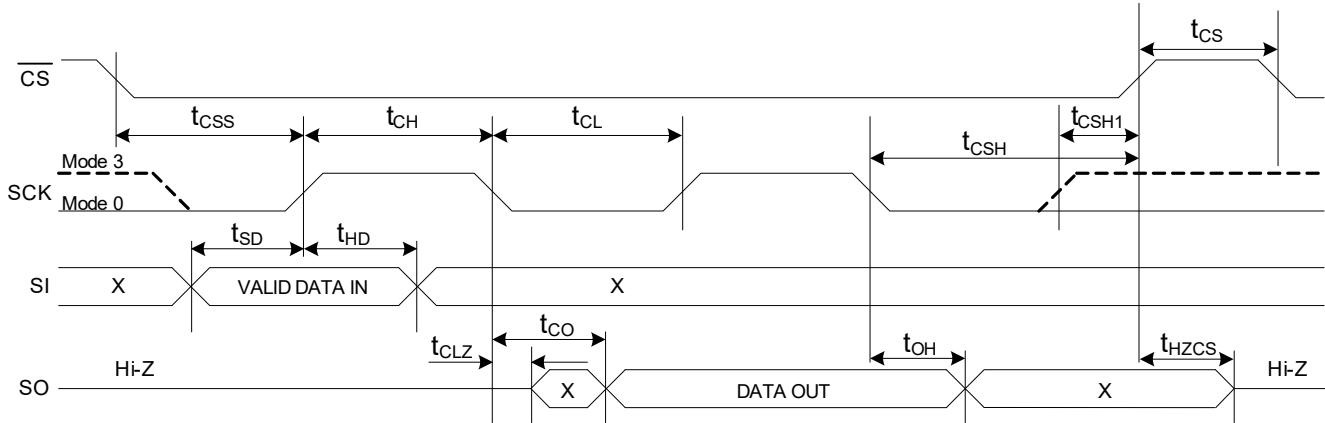 tCS
CS
tCSS
tCH
tCL
tCSH1
tCSH
Mode 3
SCK
Mode 0
tSD
tHD
SI
X
VALID DATA IN
X
tCO
tCLZ
tOH
tHZCS
Hi-Z
Hi-Z
SO
X
DATA OUT
X